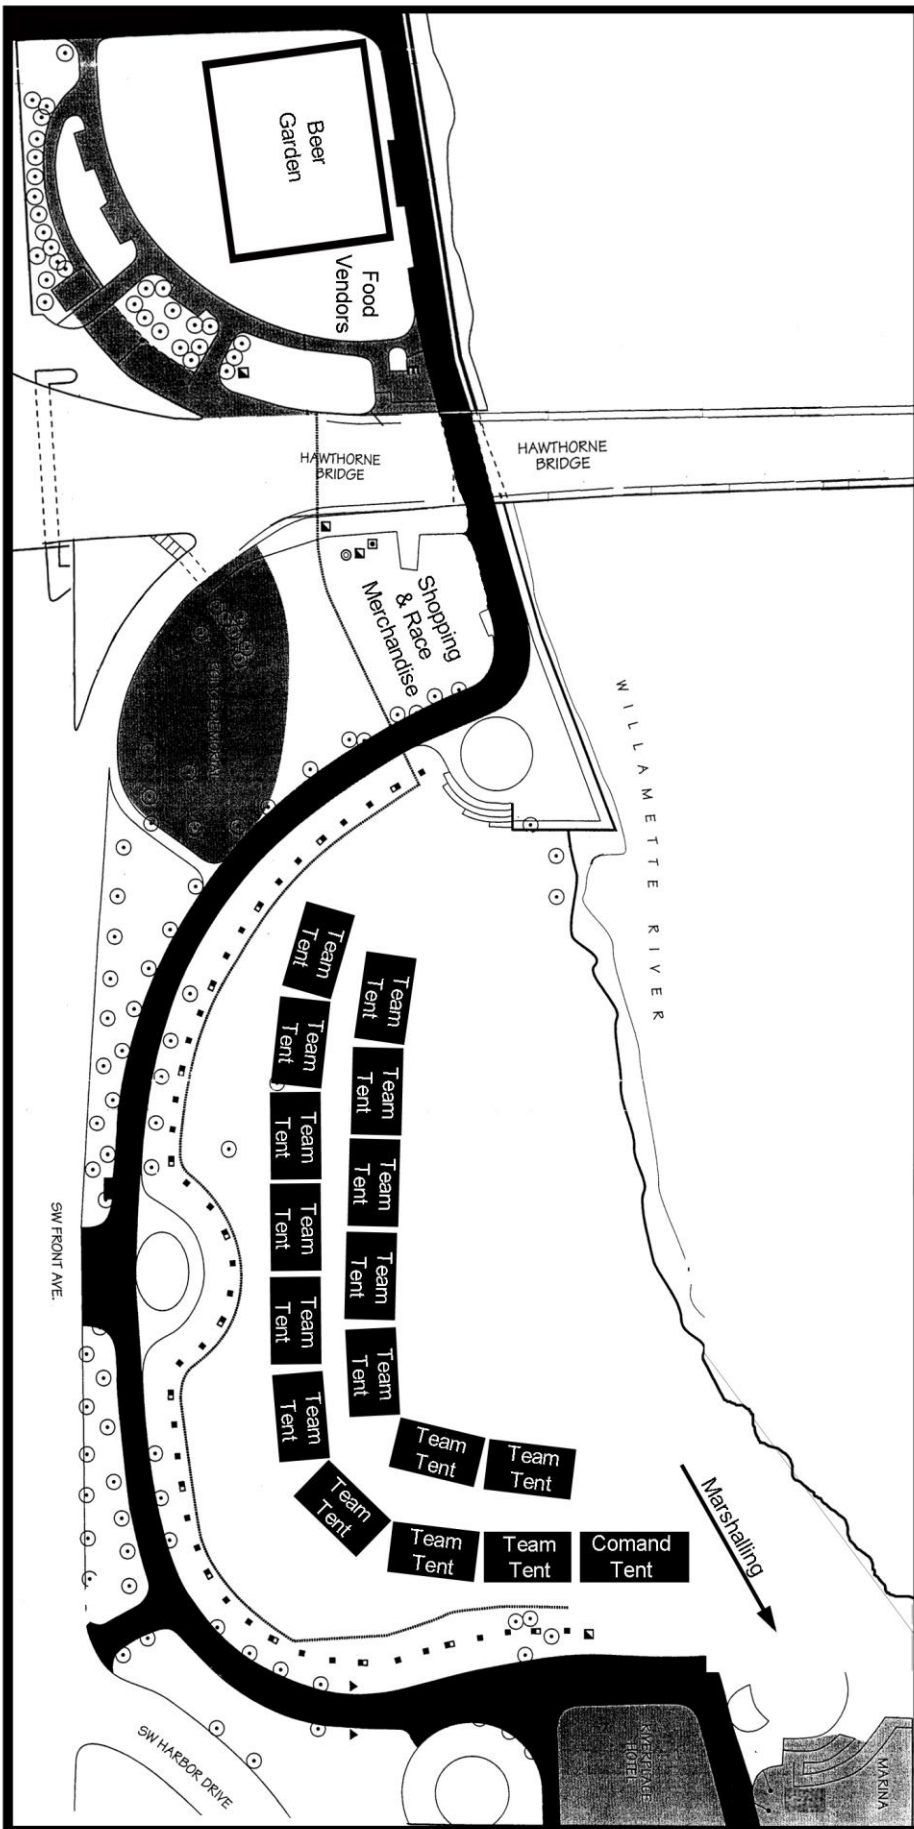 Beer
Garden
Food
Vendors
HAWTHORNE
BRIDGE
HAWTHORNE
BRIDGE
Shopping
& Race
Merchandise
WILLAMETTE RIVER
Team
Tent
Team
Tent
Team
Tent
Team
Tent
Team
Tent
Team
Tent
Team
Tent
Team
Tent
Team
Tent
Team
Tent
Team
Tent
SW FRONT AVE.
Team
Tent
Team
Tent
Team
Tent
Team
Tent
Team
Tent
Comand
Tent
Marshalling
SW HARBOR DRIVE
HOTEL
MARINA